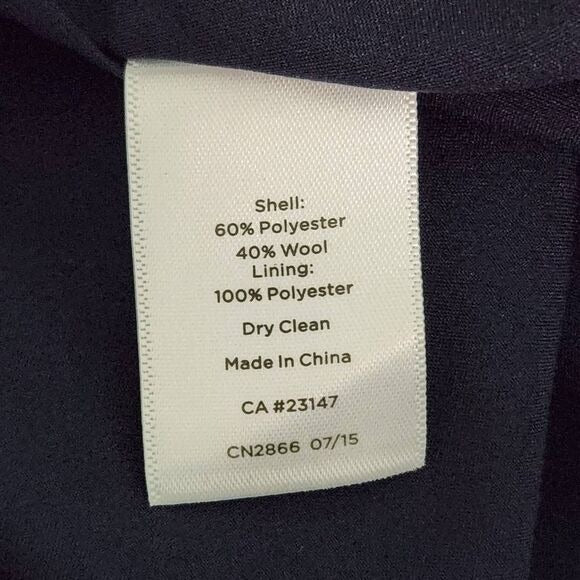 Shell:
60% Polyester
40% Wool
Lining:
100% Polyester
Dry Clean
Made In China
CA #23147
CN2866 07/15